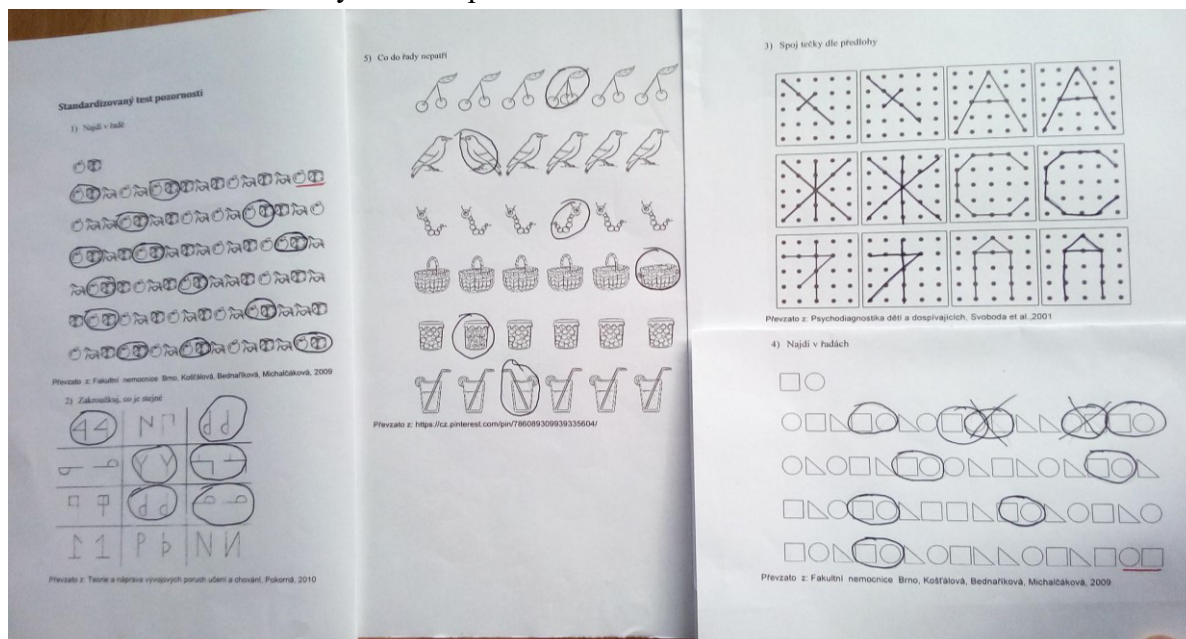 Standardizovaný test pozornosti
1) Najdi v řadě
Převzato z: Fakultní nemocnice Brno, Košťálová, Bednaříková, Michalčáková, 2009
2) Zakroužkuj, co je stejné
44
Převzato z: Teorie a náprava vývojových poruch učení a chování, Pokorná, 2010
5) Co do řady nepatří
Převzato z: https://cz.pinterest.com/pin/786089309939335604/
3) Spoj tečky dle předlohy
Převzato z: Psychodiagnostika dětí a dospívajících, Svoboda et al.,2001
4) Najdi v řadách
Převzato z: Fakultní nemocnice Brno, Košťálová, Bednaříková, Michalčáková, 2009